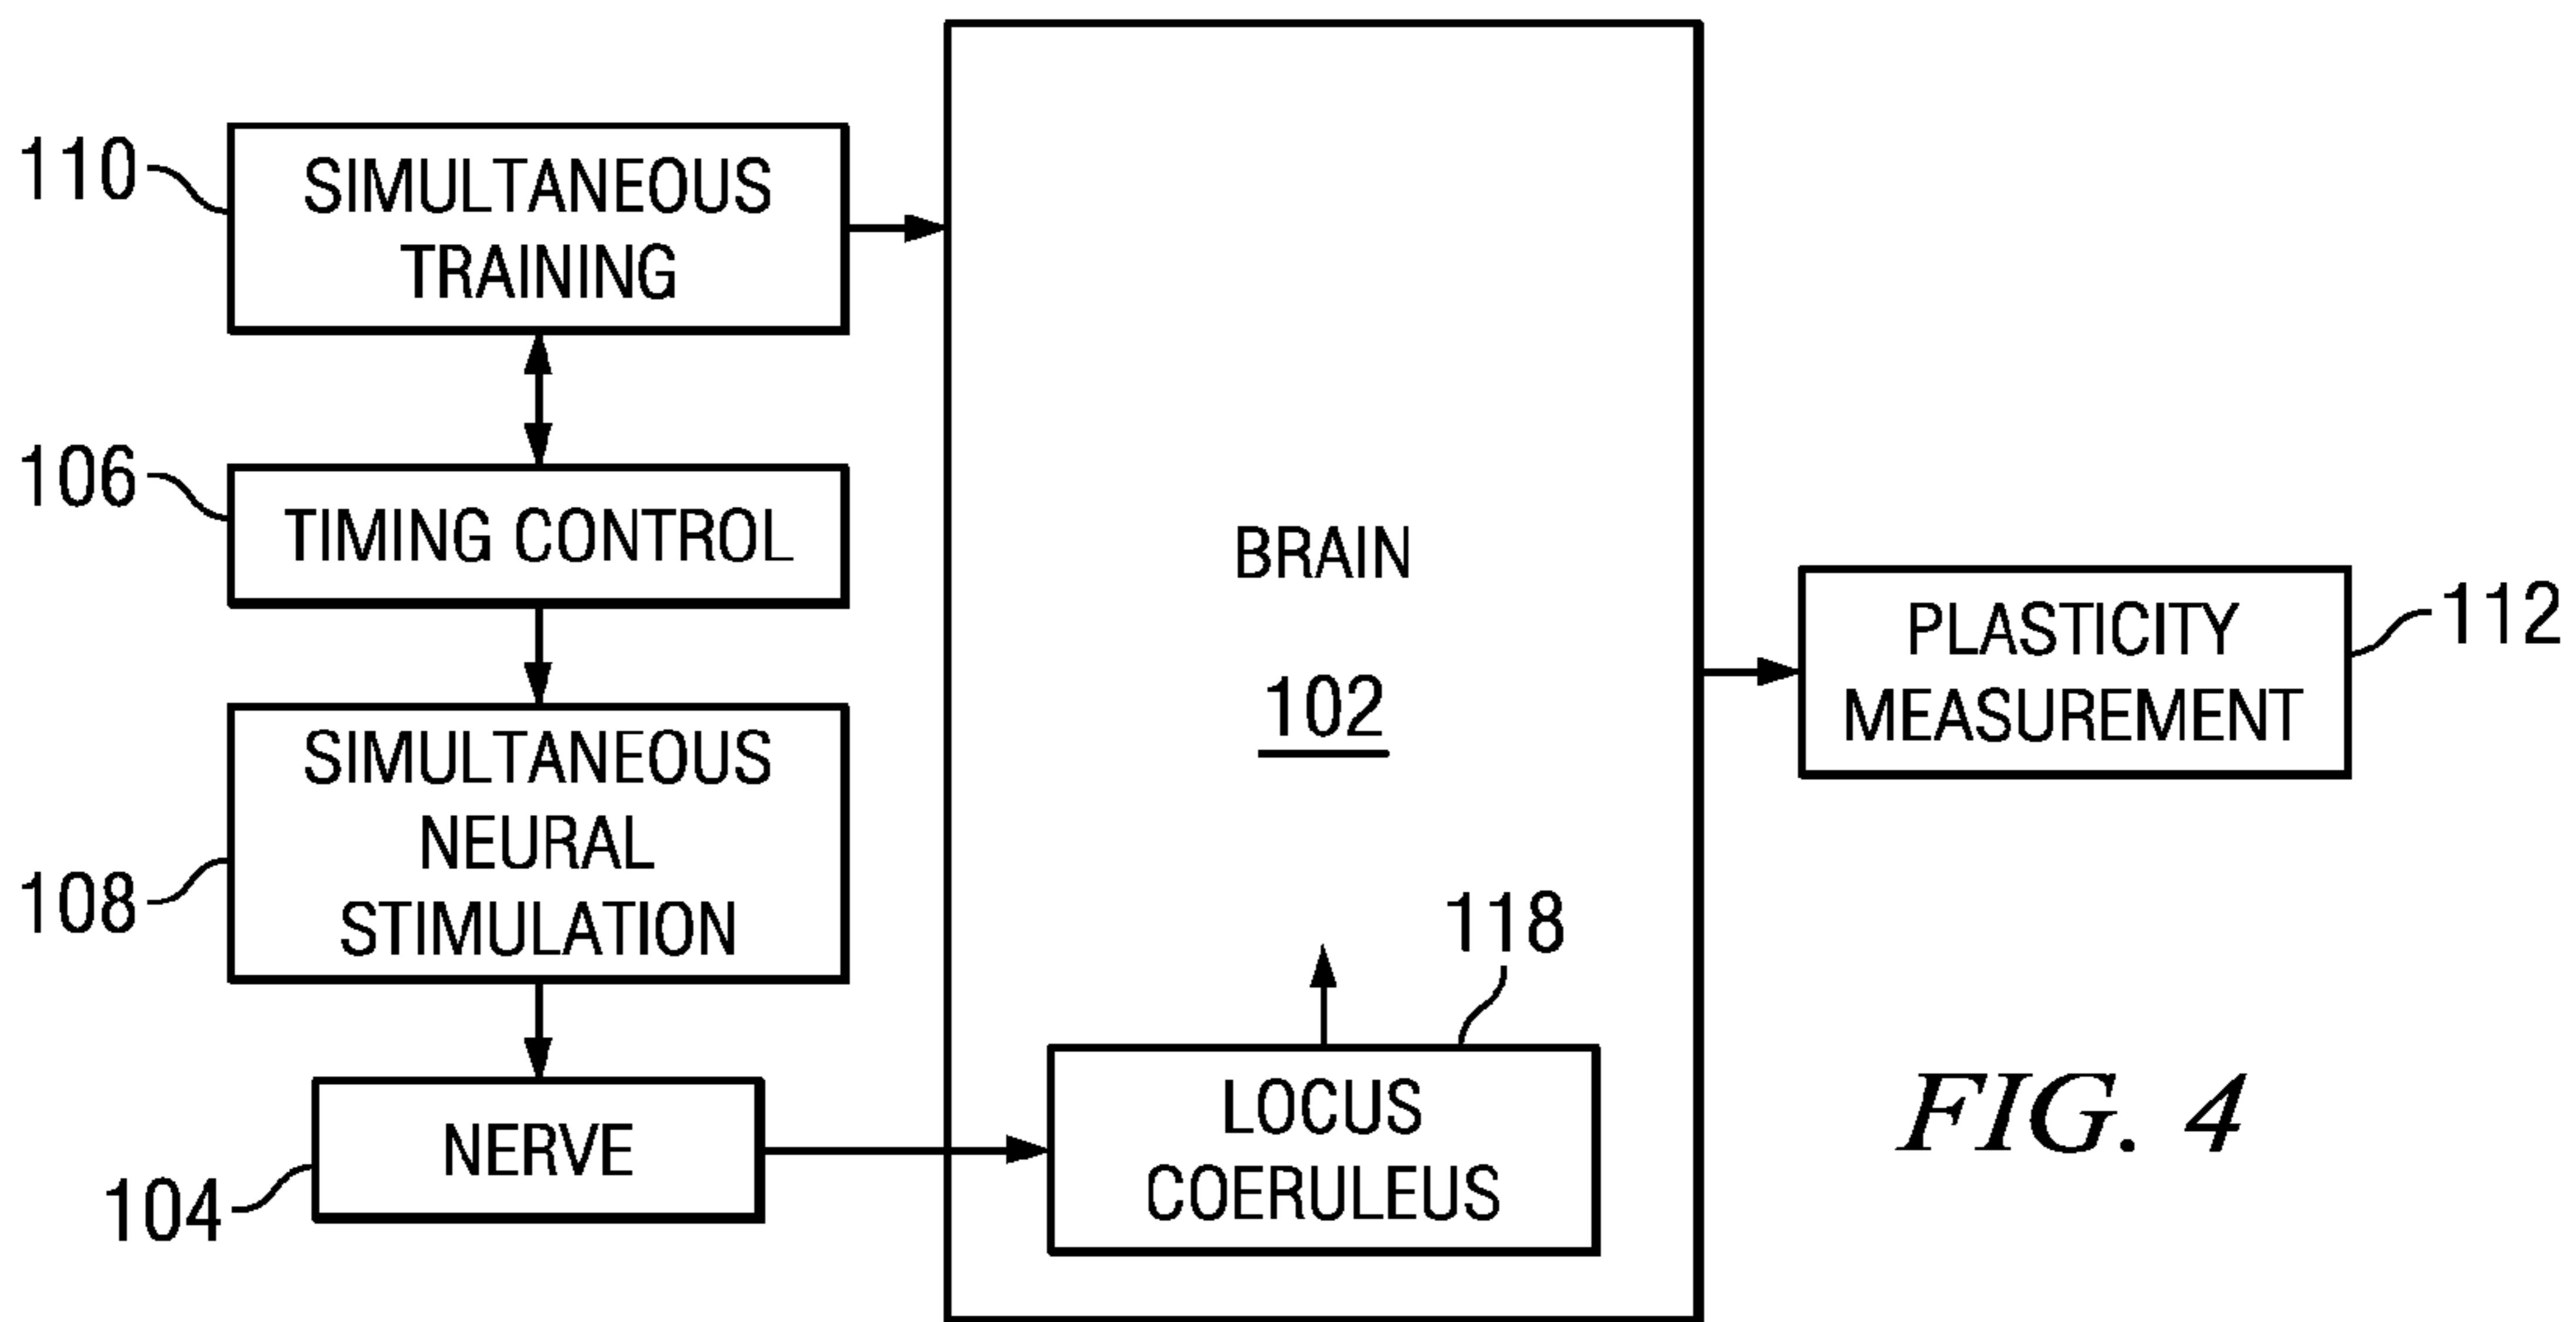 110
SIMULTANEOUS
TRAINING
106
TIMING CONTROL
108
SIMULTANEOUS
NEURAL
STIMULATION
104
NERVE
BRAIN
102
118
LOCUS
COERULEUS
PLASTICITY
MEASUREMENT
112
FIG. 4